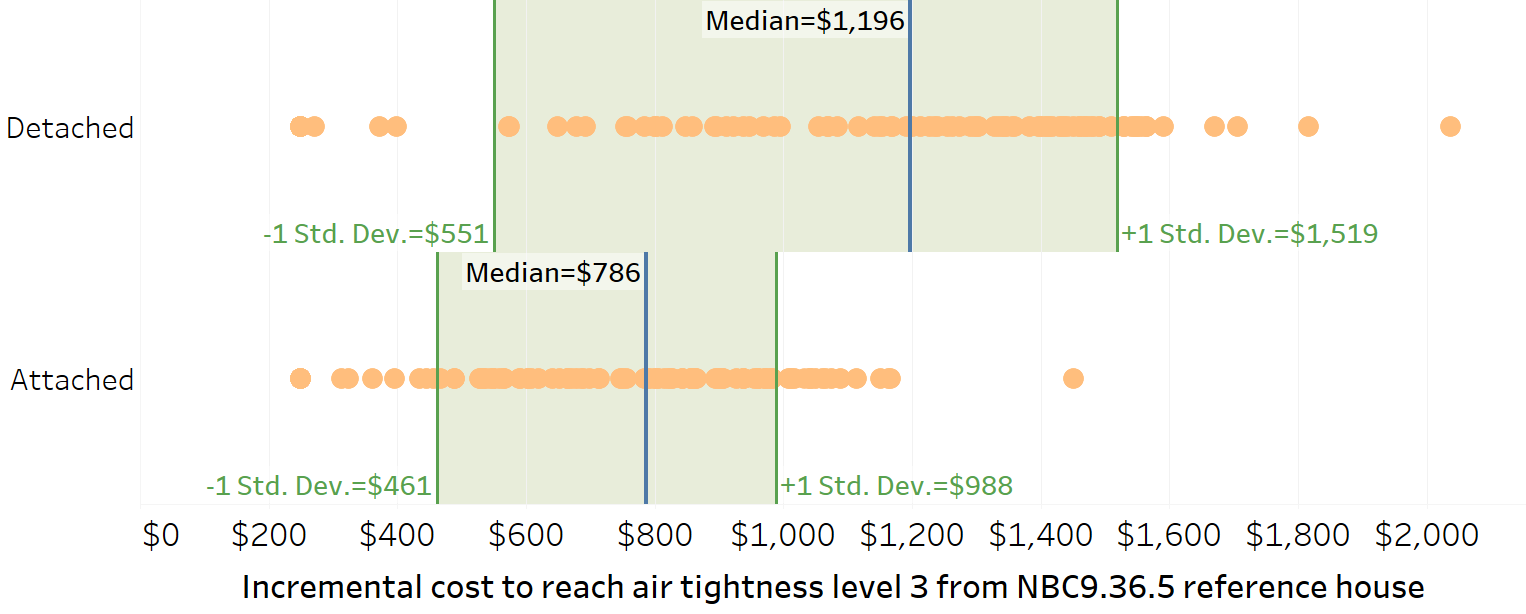 Median=$1,196
Detached
-1 Std. Dev.=$551
+1 Std. Dev.=$1,519
Median=$786
Attached
-1 Std. Dev.=$461
+1 Std. Dev.=$988
$0 $200 $400 $600 $800 $1,000 $1,200 $1,400 $1,600 $1,800 $2,000
Incremental cost to reach air tightness level 3 from NBC9.36.5 reference house